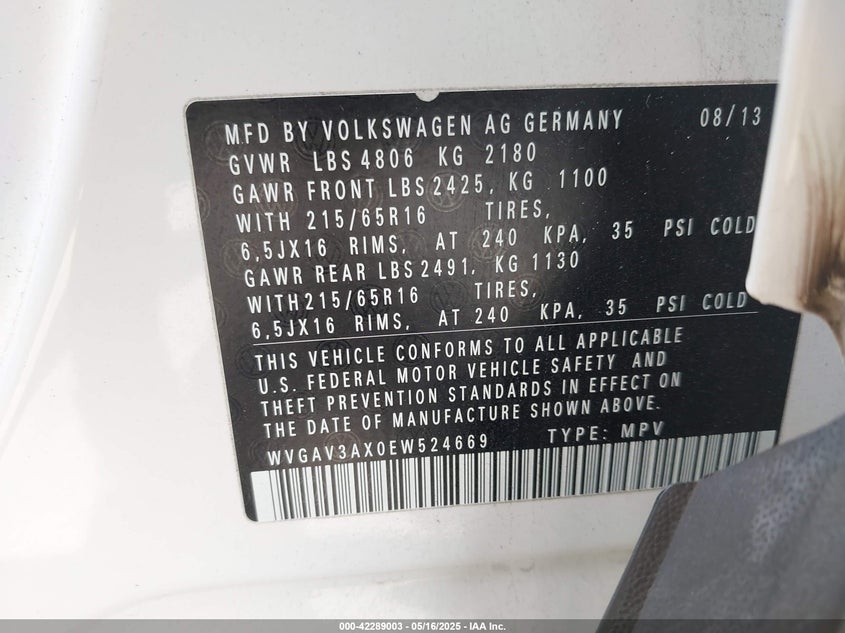 MFD BY VOLKSWAGEN AG GERMANY 08/13
GVWR LBS 4806 KG 2180
GAWR FRONT LBS 2425, KG 1100
WITH 215/65R16 TIRES,
6,5JX16 RIMS, AT 240 KPA, 35 PSI COLD
GAWR REAR LBS 2491, KG 1130
WITH 215/65R16 TIRES,
6,5JX16 RIMS, AT 240 KPA, 35 PSI COLD
THIS VEHICLE CONFORMS TO ALL APPLICABLE
U.S. FEDERAL MOTOR VEHICLE SAFETY AND
THEFT PREVENTION STANDARDS IN EFFECT ON
THE DATE OF MANUFACTURE SHOWN ABOVE.
WVGAV3AX0EW524669 TYPE: MPV
000-42289003 - 05/16/2025 - IAA Inc.